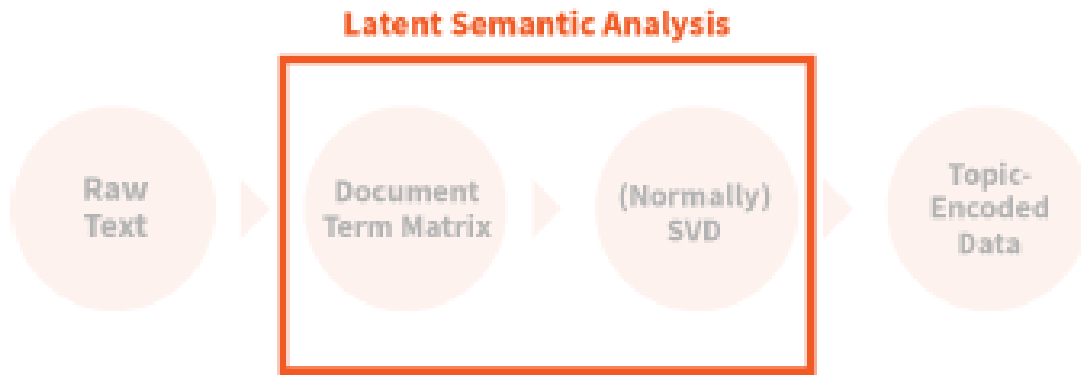 Latent Semantic Analysis
Raw
Text
Document
Term Matrix
(Normally)
SVD
Topic-
Encoded
Data